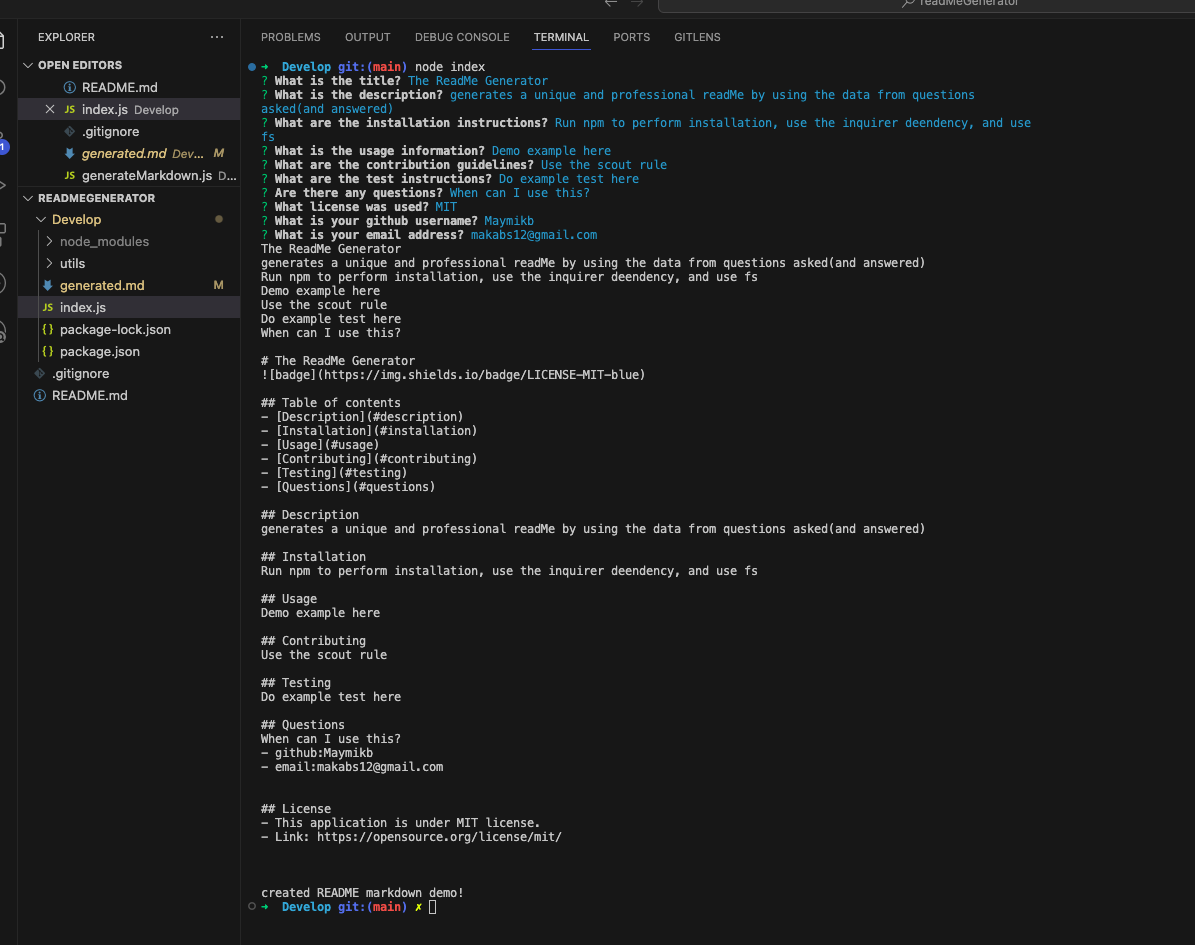 readMeGenerator
EXPLORER
OPEN EDITORS
README.md
JS index.js Develop
.gitignore
generated.md Dev... M
JS generateMarkdown.js D...
1
READMEGENERATOR
Develop
node_modules
utils
generated.md M
JS index.js
{} package-lock.json
{} package.json
.gitignore
README.md
PROBLEMS OUTPUT DEBUG CONSOLE TERMINAL PORTS GITLENS
➜ Develop git:(main) node index
? What is the title? The ReadMe Generator
? What is the description? generates a unique and professional readMe by using the data from questions
asked(and answered)
? What are the installation instructions? Run npm to perform installation, use the inquirer deendency, and use
fs
? What is the usage information? Demo example here
? What are the contribution guidelines? Use the scout rule
? What are the test instructions? Do example test here
? Are there any questions? When can I use this?
? What license was used? MIT
? What is your github username? Maymikb
? What is your email address? makabs12@gmail.com
The ReadMe Generator
generates a unique and professional readMe by using the data from questions asked(and answered)
Run npm to perform installation, use the inquirer deendency, and use fs
Demo example here
Use the scout rule
Do example test here
When can I use this?
# The ReadMe Generator
![badge](https://img.shields.io/badge/LICENSE-MIT-blue)
## Table of contents
- [Description](#description)
- [Installation](#installation)
- [Usage](#usage)
- [Contributing](#contributing)
- [Testing](#testing)
- [Questions](#questions)
## Description
generates a unique and professional readMe by using the data from questions asked(and answered)
## Installation
Run npm to perform installation, use the inquirer deendency, and use fs
## Usage
Demo example here
## Contributing
Use the scout rule
## Testing
Do example test here
## Questions
When can I use this?
- github:Maymikb
- email:makabs12@gmail.com
## License
- This application is under MIT license.
- Link: https://opensource.org/license/mit/
created README markdown demo!
➜ Develop git:(main) ✗